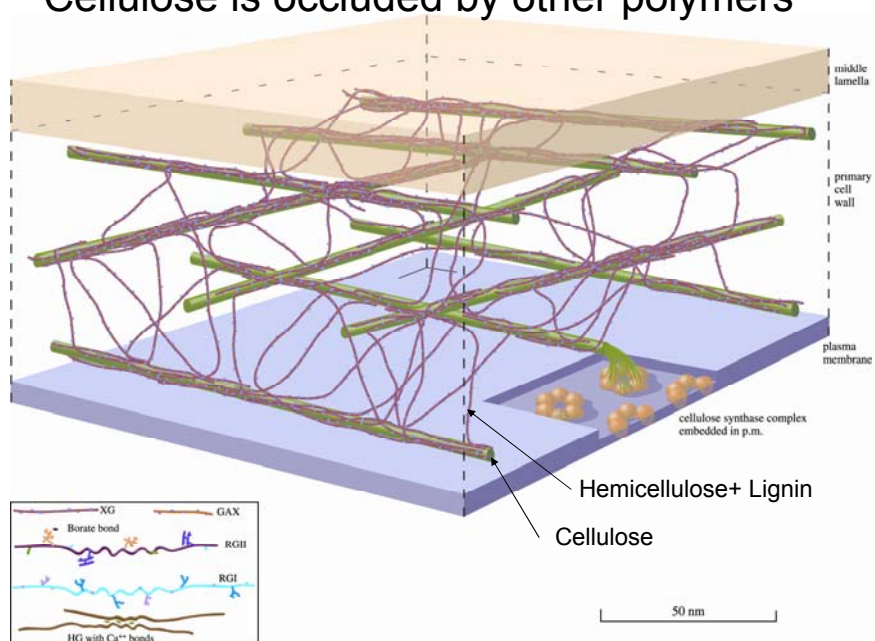 Cellulose is occluded by other polymers
middle
lamella
primary
cell
wall
plasma
membrane
cellulose synthase complex
embedded in p.m.
Hemicellulose+ Lignin
Cellulose
XG
GAX
Borate bond
RGII
RGI
HG with Ca⁺⁺ bonds
50 nm